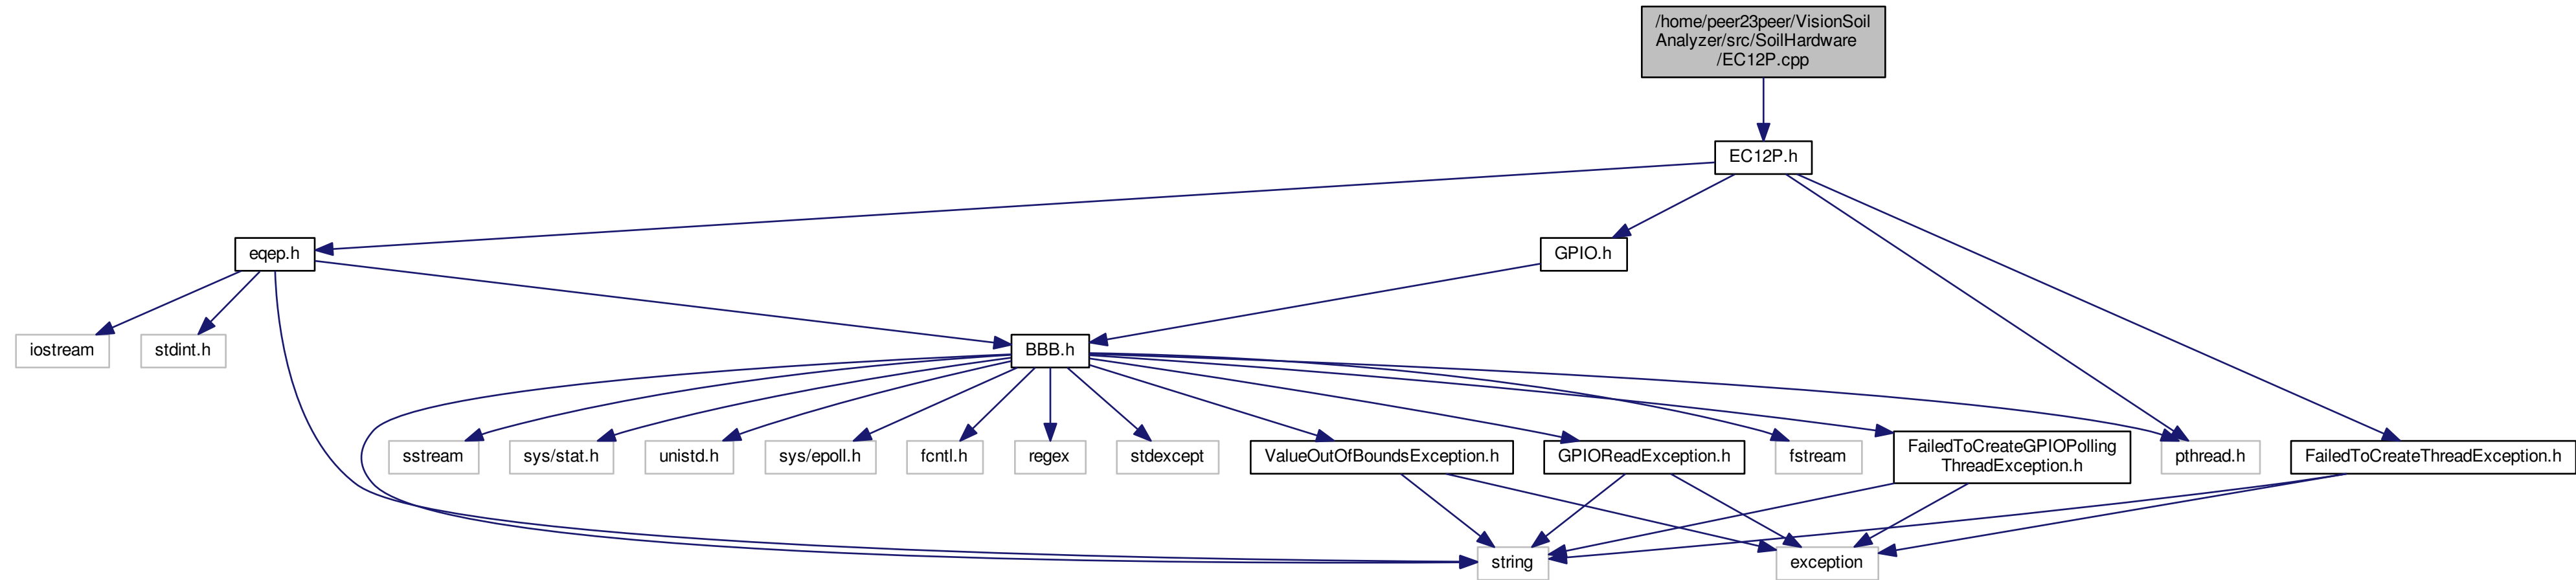 /home/peer23peer/VisionSoil
Analyzer/src/SoilHardware
/EC12P.cpp
EC12P.h
eqep.h
GPIO.h
iostream
stdint.h
BBB.h
sstream
sys/stat.h
unistd.h
sys/epoll.h
fcntl.h
regex
stdexcept
ValueOutOfBoundsException.h
GPIOReadException.h
fstream
FailedToCreateGPIOPolling
ThreadException.h
pthread.h
FailedToCreateThreadException.h
string
exception